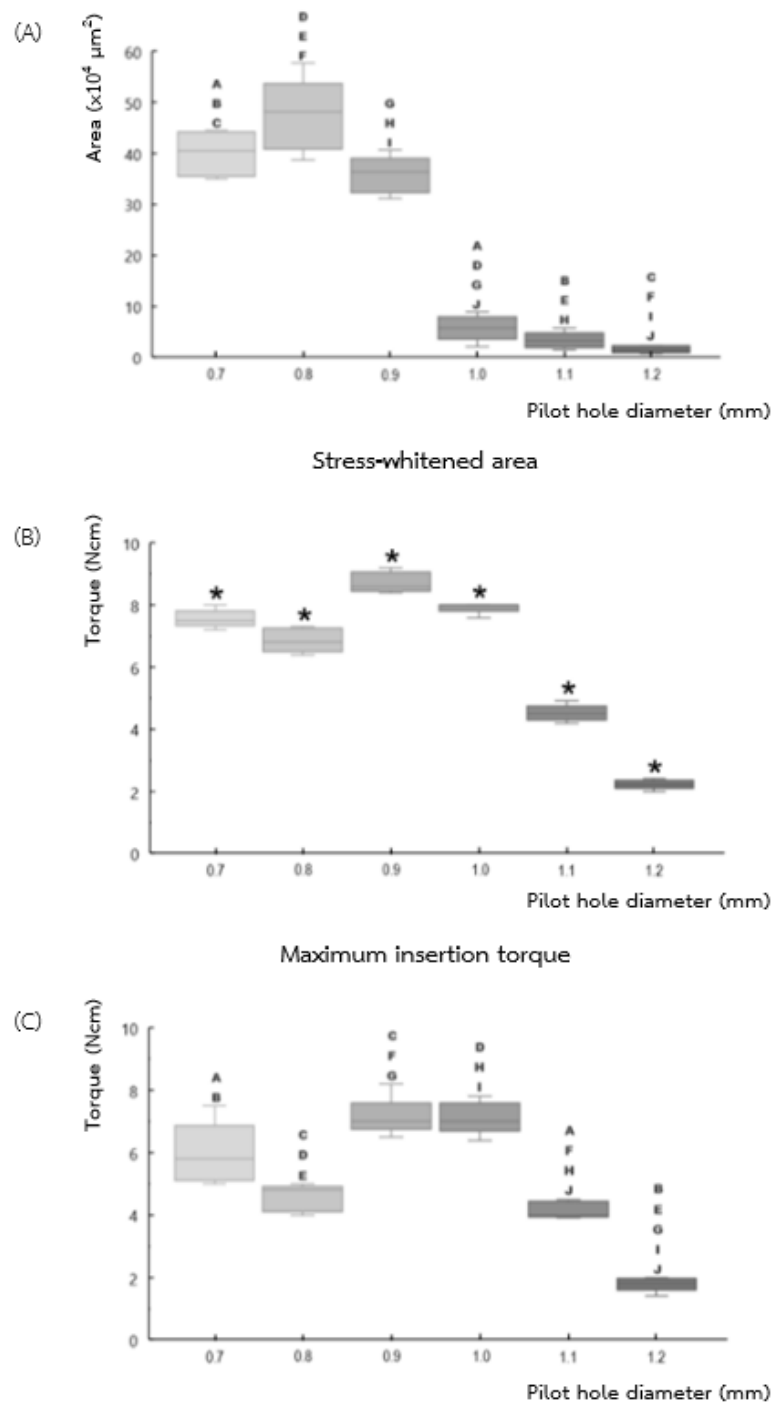 (A)
Area (x10⁴ µm²)
60
50
40
30
20
10
0
A
B
C
D
E
F
G
H
I
A
D
G
J
B
E
H
C
F
I
J
0.7 0.8 0.9 1.0 1.1 1.2
Pilot hole diameter (mm)
Stress-whitened area
(B)
Torque (Ncm)
10
8
6
4
2
0
* * * * * *
0.7 0.8 0.9 1.0 1.1 1.2
Pilot hole diameter (mm)
Maximum insertion torque
(C)
Torque (Ncm)
10
8
6
4
2
0
A
B
C
D
E
C
F
G
D
H
I
A
F
H
J
B
E
G
I
J
0.7 0.8 0.9 1.0 1.1 1.2
Pilot hole diameter (mm)